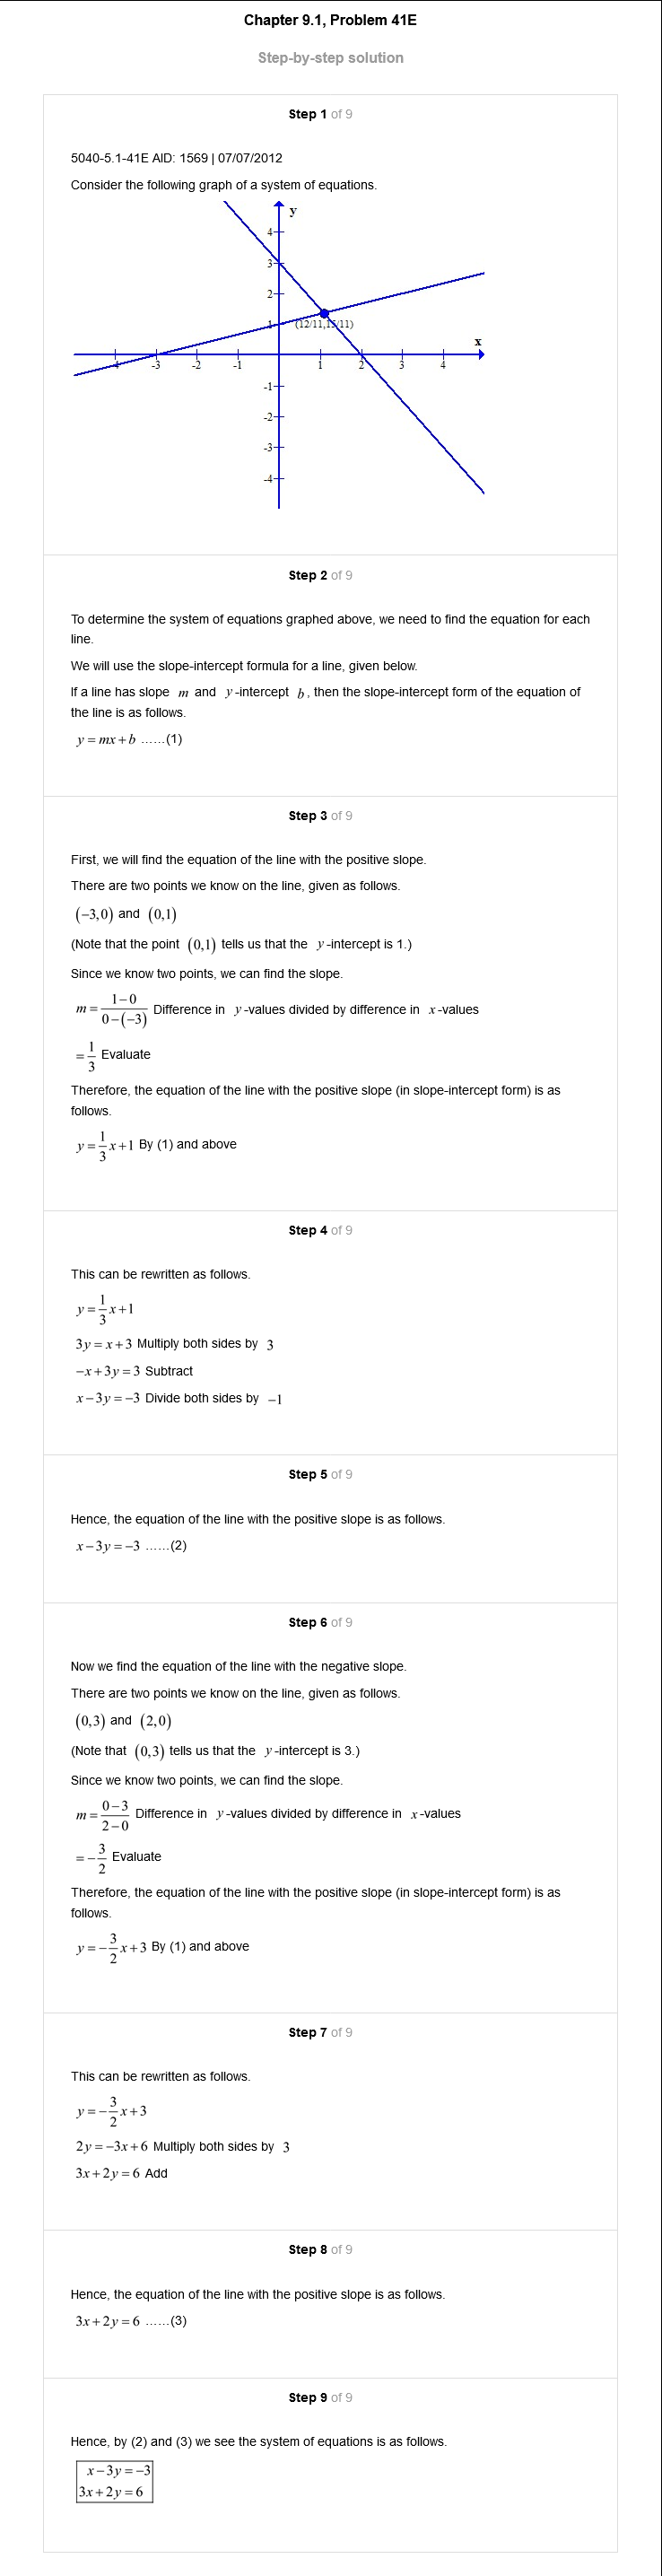 Chapter 9.1, Problem 41E
Step-by-step solution
Step 1 of 9
5040-5.1-41E AID: 1569 | 07/07/2012
Consider the following graph of a system of equations.
y
4
3
2
1
(12/11,15/11)
x
-4 -3 -2 -1 1 2 3 4
-1
-2
-3
-4
Step 2 of 9
To determine the system of equations graphed above, we need to find the equation for each
line.
We will use the slope-intercept formula for a line, given below.
If a line has slope m and y-intercept b, then the slope-intercept form of the equation of
the line is as follows.
y = mx + b ......(1)
Step 3 of 9
First, we will find the equation of the line with the positive slope.
There are two points we know on the line, given as follows.
(−3,0) and (0,1)
(Note that the point (0,1) tells us that the y-intercept is 1.)
Since we know two points, we can find the slope.
m = (1−0)/(0−(−3)) Difference in y-values divided by difference in x-values
= 1/3 Evaluate
Therefore, the equation of the line with the positive slope (in slope-intercept form) is as
follows.
y = 1/3 x + 1 By (1) and above
Step 4 of 9
This can be rewritten as follows.
y = 1/3 x + 1
3y = x + 3 Multiply both sides by 3
−x + 3y = 3 Subtract
x − 3y = −3 Divide both sides by −1
Step 5 of 9
Hence, the equation of the line with the positive slope is as follows.
x − 3y = −3 ......(2)
Step 6 of 9
Now we find the equation of the line with the negative slope.
There are two points we know on the line, given as follows.
(0,3) and (2,0)
(Note that (0,3) tells us that the y-intercept is 3.)
Since we know two points, we can find the slope.
m = (0−3)/(2−0) Difference in y-values divided by difference in x-values
= −3/2 Evaluate
Therefore, the equation of the line with the positive slope (in slope-intercept form) is as
follows.
y = −3/2 x + 3 By (1) and above
Step 7 of 9
This can be rewritten as follows.
y = −3/2 x + 3
2y = −3x + 6 Multiply both sides by 3
3x + 2y = 6 Add
Step 8 of 9
Hence, the equation of the line with the positive slope is as follows.
3x + 2y = 6 ......(3)
Step 9 of 9
Hence, by (2) and (3) we see the system of equations is as follows.
x − 3y = −3
3x + 2y = 6